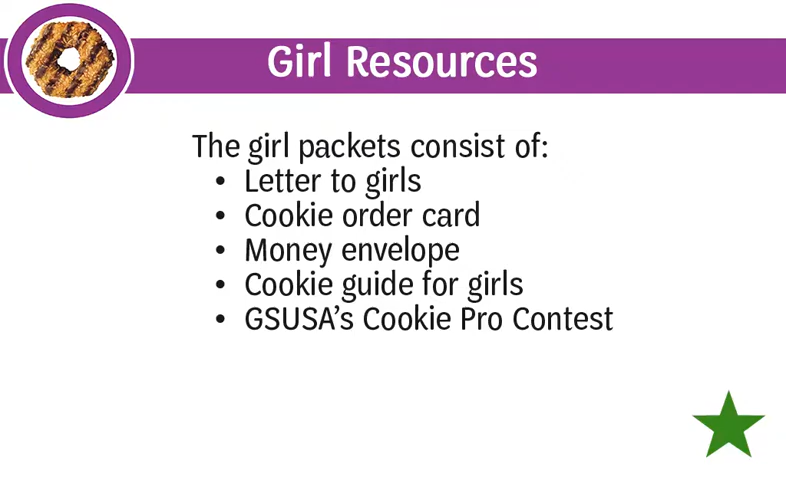 Girl Resources
The girl packets consist of:
• Letter to girls
• Cookie order card
• Money envelope
• Cookie guide for girls
• GSUSA’s Cookie Pro Contest